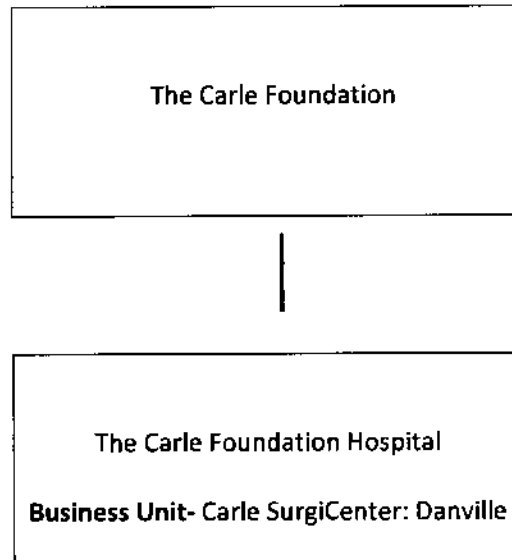 The Carle Foundation
The Carle Foundation Hospital
Business Unit- Carle SurgiCenter: Danville